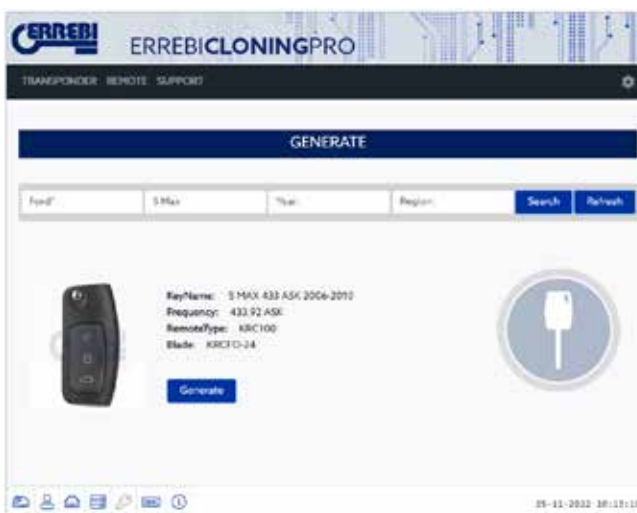 ERREBI
ERREBICLONINGPRO
TRANSPONDER REMOTE SUPPORT
GENERATE
Ford* S Max Year: Region: Search Refresh
KeyName: S MAX 433 ASK 2006-2010
Frequency: 433.92 ASK
RemoteType: KRC100
Blade: KRCFO-24
Generate